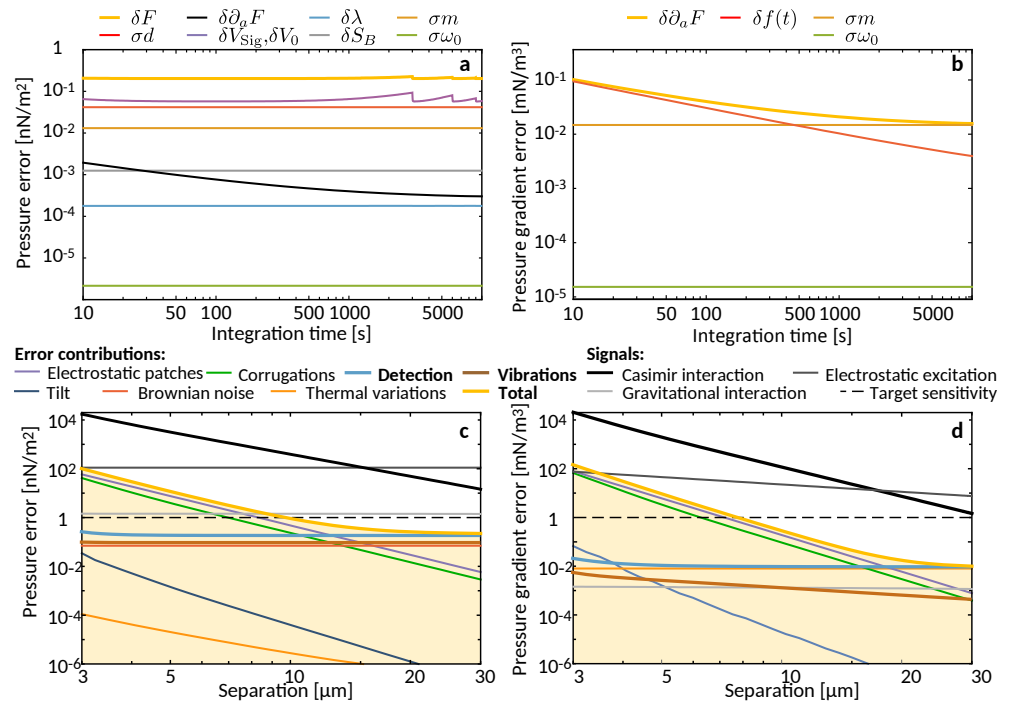 δF δ∂ₐF δλ σm
σd δV_Sig,δV₀ δS_B σω₀
δ∂ₐF δf(t) σm
σω₀
a
Pressure error [nN/m²]
1
10⁻¹
10⁻²
10⁻³
10⁻⁴
10⁻⁵
10 50 100 500 1000 5000
Integration time [s]
b
Pressure gradient error [mN/m³]
10⁻¹
10⁻²
10⁻³
10⁻⁴
10⁻⁵
10 50 100 500 1000 5000
Integration time [s]
Error contributions:
Electrostatic patches Corrugations Detection Vibrations
Tilt Brownian noise Thermal variations Total
Signals:
Casimir interaction Electrostatic excitation
Gravitational interaction Target sensitivity
c
Pressure error [nN/m²]
10⁴
10²
1
10⁻²
10⁻⁴
10⁻⁶
3 5 10 20 30
Separation [μm]
d
Pressure gradient error [mN/m³]
10⁴
10²
1
10⁻²
10⁻⁴
10⁻⁶
3 5 10 20 30
Separation [μm]